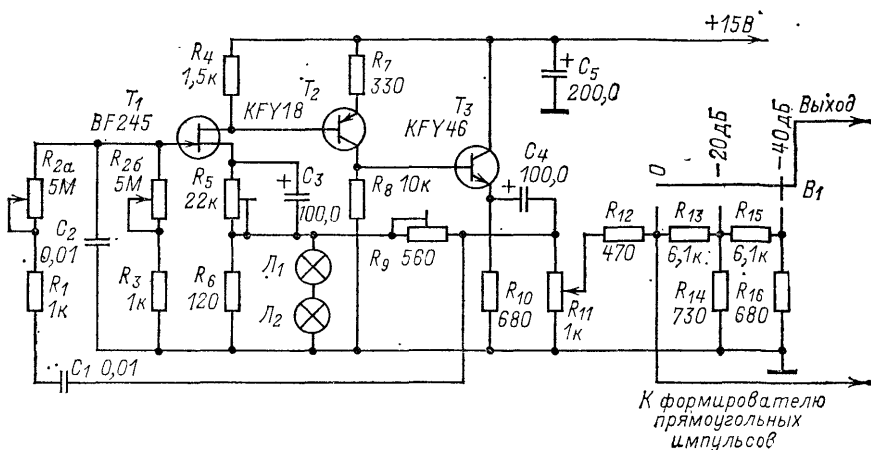 +15В
R4
1,5к
R7
330
+ C5
200,0
T1
BF245
KFY18
T2
T3
KFY46
Выход
0
-20дБ
-40дБ
B1
R2а
5М
R2б
5М
R5
22к
+ C3
100,0
R8 10к
+ C4
100,0
R12
470
R13
6,1к
R15
6,1к
C2
0,01
R1
1к
R3
1к
R6
120
Л1
Л2
R9 560
R10
680
R11
1к
R14
730
R16
680
C1 0,01
К формирователю
прямоугольных
импульсов